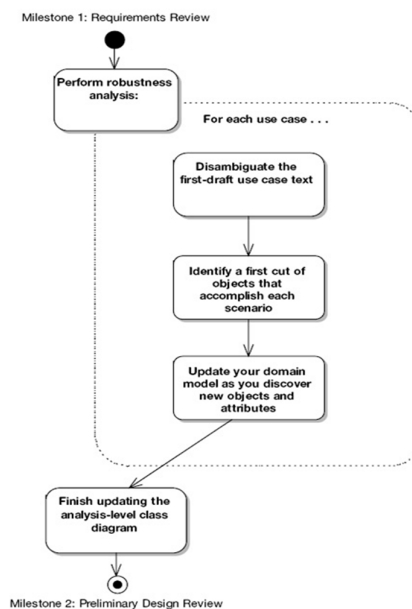 Milestone 1: Requirements Review
Perform robustness
analysis:
For each use case . . .
Disambiguate the
first-draft use case text
Identify a first cut of
objects that
accomplish each
scenario
Update your domain
model as you discover
new objects and
attributes
Finish updating the
analysis-level class
diagram
Milestone 2: Preliminary Design Review